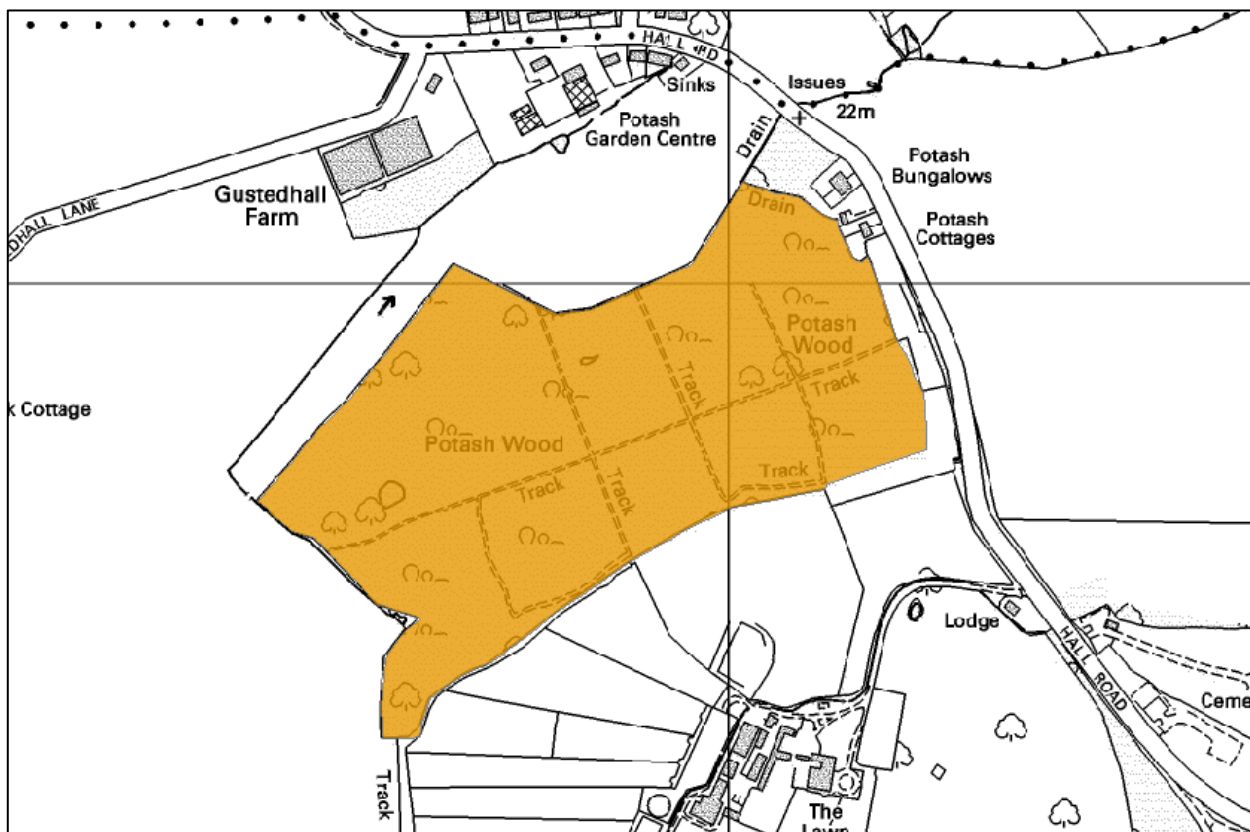 HALL RD
Sinks
Issues
22m
Potash
Garden Centre
Drain
Potash
Bungalows
Gustedhall
Farm
Drain
Potash
Cottages
EDHALL LANE
Potash
Wood
Track
Track
k Cottage
Potash Wood
Track
Track
Track
Lodge
HALL ROAD
Ceme
Track
The
Lawn